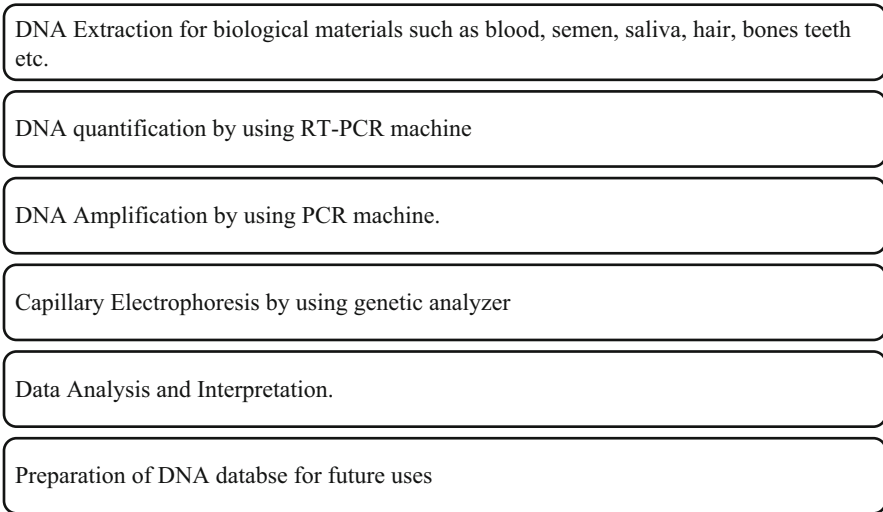 DNA Extraction for biological materials such as blood, semen, saliva, hair, bones teeth
etc.
DNA quantification by using RT-PCR machine
DNA Amplification by using PCR machine.
Capillary Electrophoresis by using genetic analyzer
Data Analysis and Interpretation.
Preparation of DNA databse for future uses